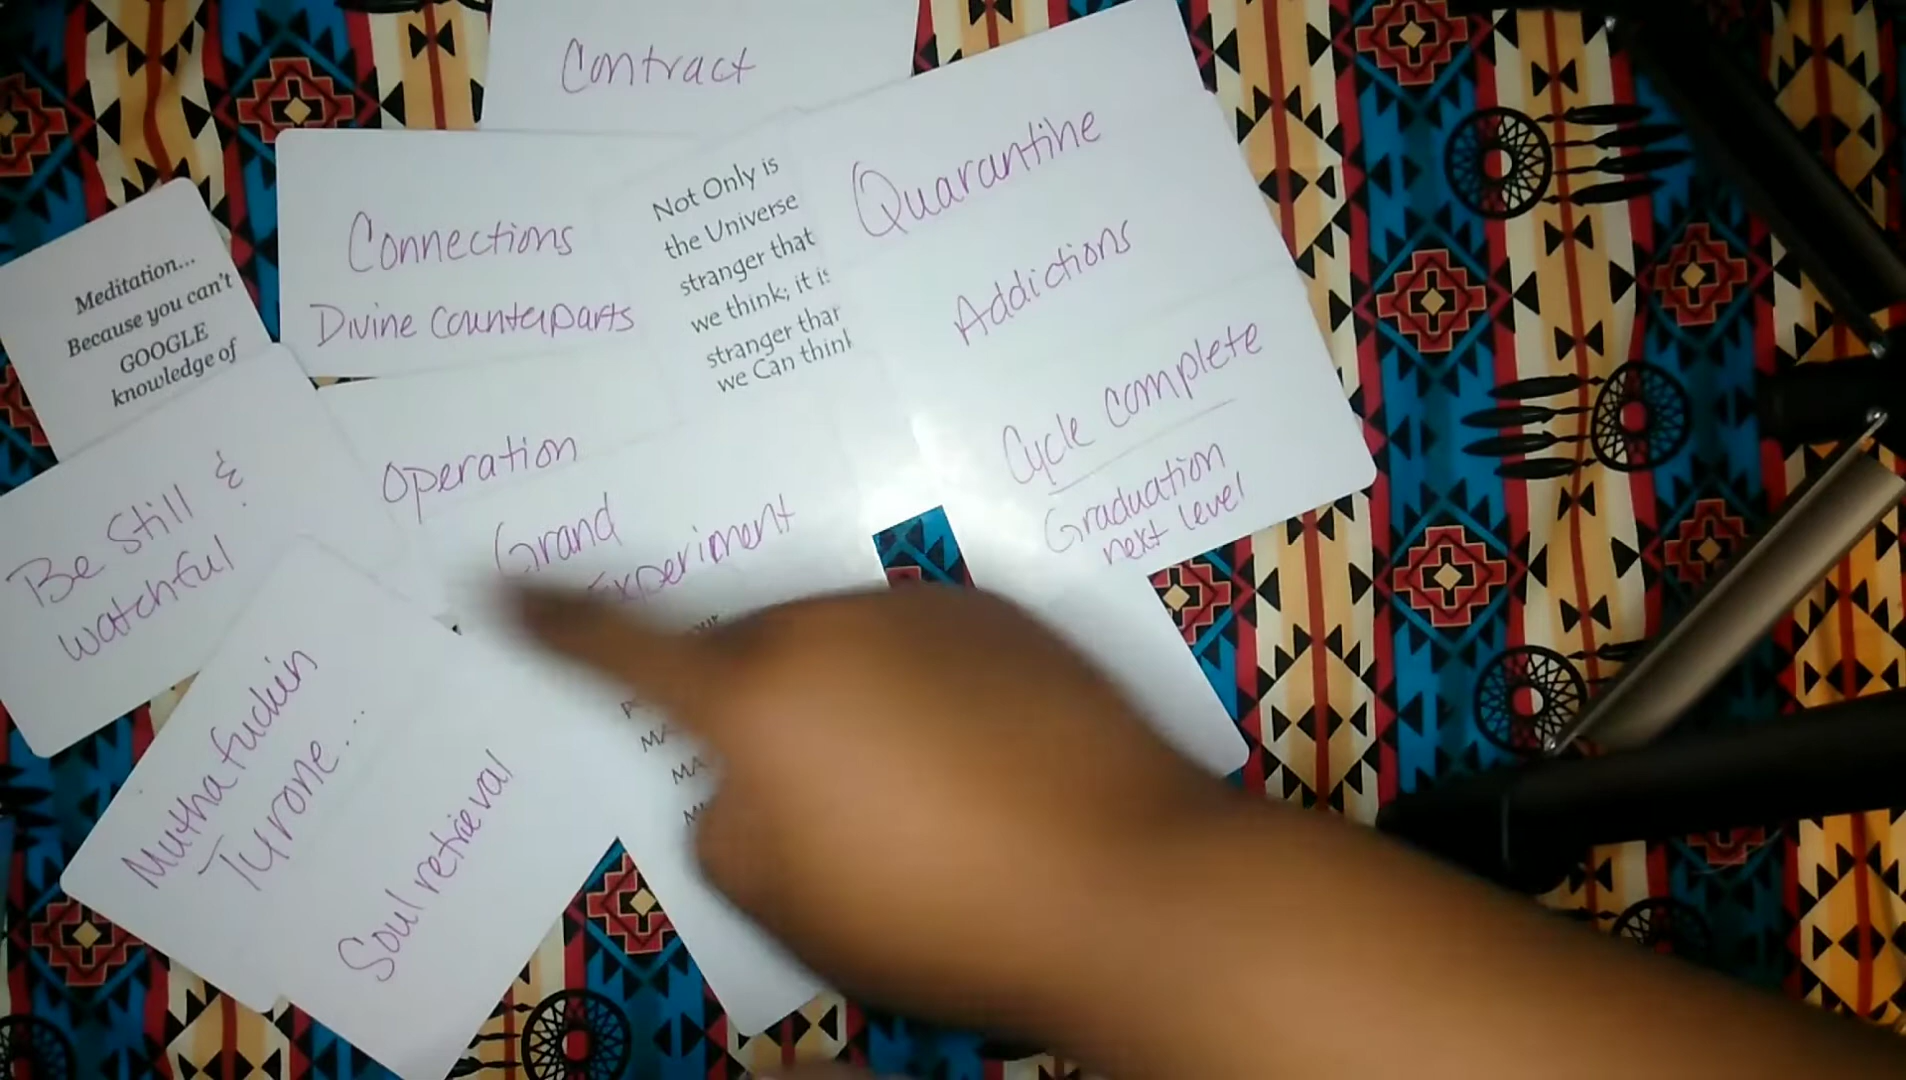 Contract
Connections
Divine Counterparts
Not Only is
the Universe
stranger that
we think; it is
stranger than
we Can think
Quarantine
Addictions
Cycle complete
Graduation
next level
Meditation...
Because you can't
GOOGLE
knowledge of
Be Still &
watchful
Operation
Grand
Experiment
MA
MA
Muthafuckin
Tyrone...
Soul retrieval